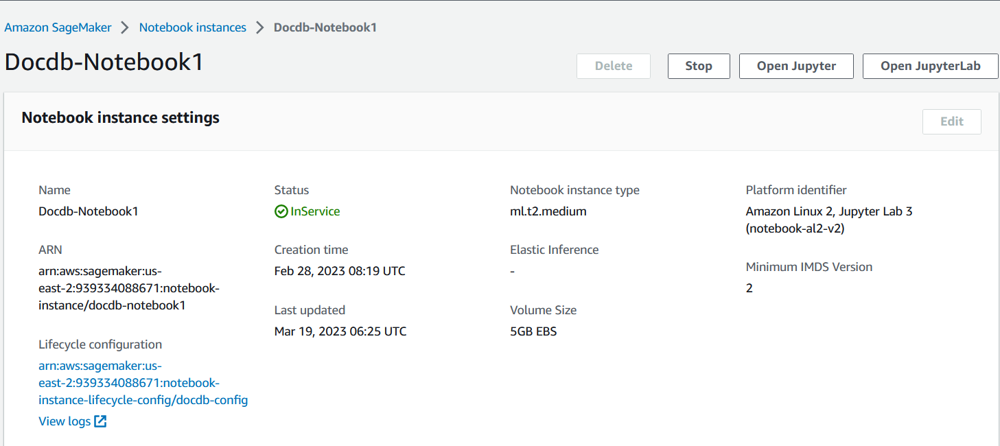 Amazon SageMaker > Notebook instances > Docdb-Notebook1
Docdb-Notebook1
Delete Stop Open Jupyter Open JupyterLab
Notebook instance settings
Edit
Name
Docdb-Notebook1
ARN
arn:aws:sagemaker:us-
east-2:939334088671:notebook-
instance/docdb-notebook1
Lifecycle configuration
arn:aws:sagemaker:us-
east-2:939334088671:notebook-
instance-lifecycle-config/docdb-config
View logs
Status
InService
Creation time
Feb 28, 2023 08:19 UTC
Last updated
Mar 19, 2023 06:25 UTC
Notebook instance type
ml.t2.medium
Elastic Inference
-
Volume Size
5GB EBS
Platform identifier
Amazon Linux 2, Jupyter Lab 3
(notebook-al2-v2)
Minimum IMDS Version
2